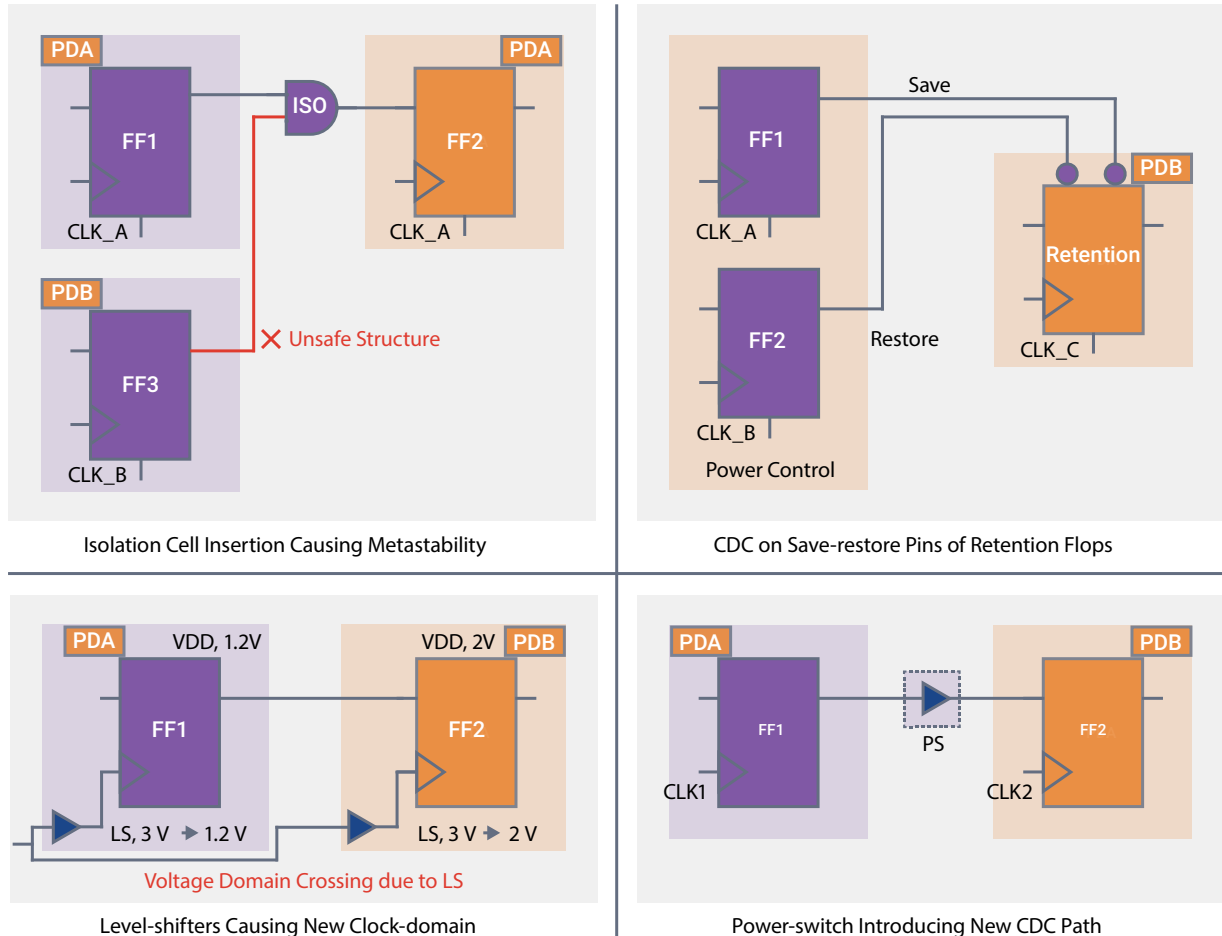 PDA
FF1
CLK_A
ISO
PDA
FF2
CLK_A
PDB
FF3
CLK_B
Unsafe Structure
Isolation Cell Insertion Causing Metastability
FF1
CLK_A
Save
FF2
CLK_B
Restore
Power Control
PDB
Retention
CLK_C
CDC on Save-restore Pins of Retention Flops
PDA
VDD, 1.2V
FF1
LS, 3 V → 1.2 V
VDD, 2V
PDB
FF2
LS, 3 V → 2 V
Voltage Domain Crossing due to LS
Level-shifters Causing New Clock-domain
PDA
FF1
CLK1
PS
PDB
FF2
CLK2
Power-switch Introducing New CDC Path